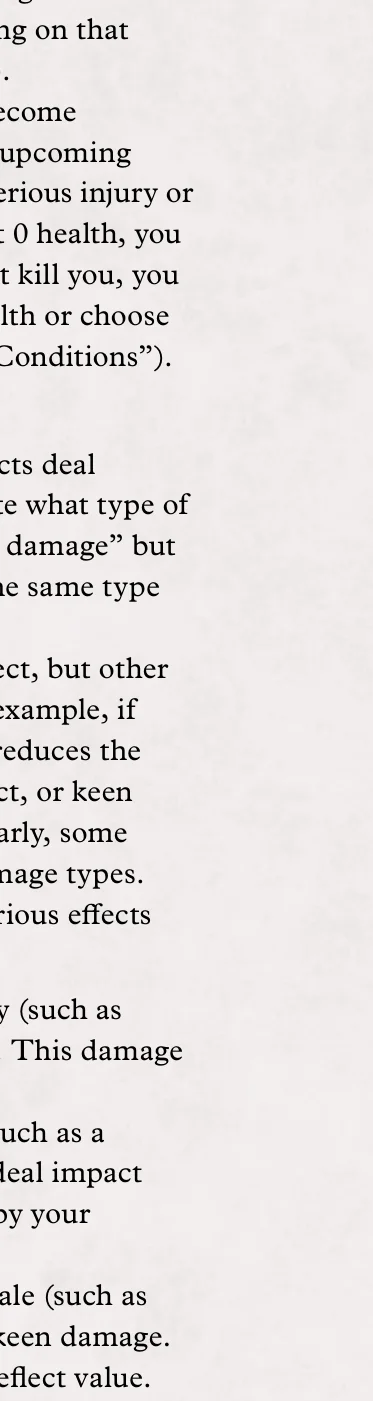 ng on that
.
ecome
upcoming
erious injury or
t 0 health, you
t kill you, you
lth or choose
Conditions”).
cts deal
te what type of
damage” but
ne same type
ect, but other
example, if
reduces the
ct, or keen
arly, some
mage types.
rious effects
y (such as
. This damage
uch as a
deal impact
by your
ale (such as
keen damage.
eflect value.